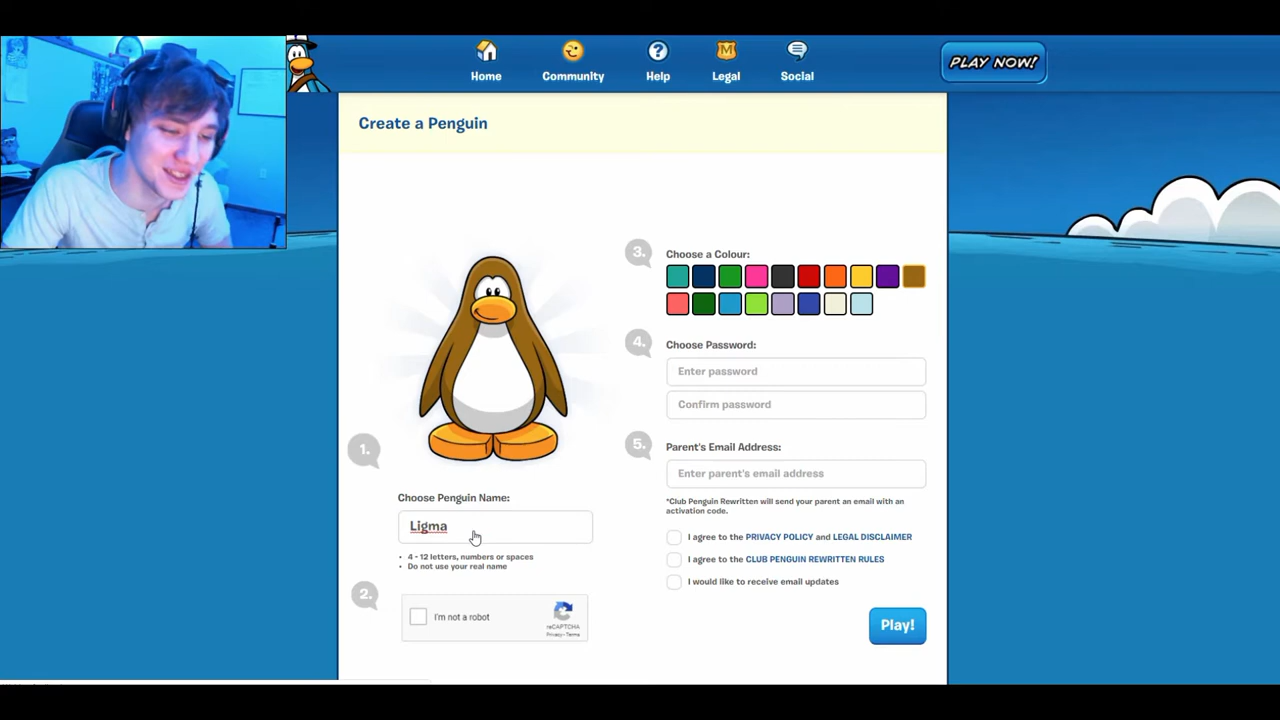 Home
Community
Help
M
Legal
Social
PLAY NOW!
Create a Penguin
1.
Choose Penguin Name:
Ligma
4 - 12 letters, numbers or spaces
Do not use your real name
2.
I'm not a robot
reCAPTCHA
Privacy - Terms
3.
Choose a Colour:
4.
Choose Password:
Enter password
Confirm password
5.
Parent's Email Address:
Enter parent's email address
*Club Penguin Rewritten will send your parent an email with an
activation code.
I agree to the PRIVACY POLICY and LEGAL DISCLAIMER
I agree to the CLUB PENGUIN REWRITTEN RULES
I would like to receive email updates
Play!